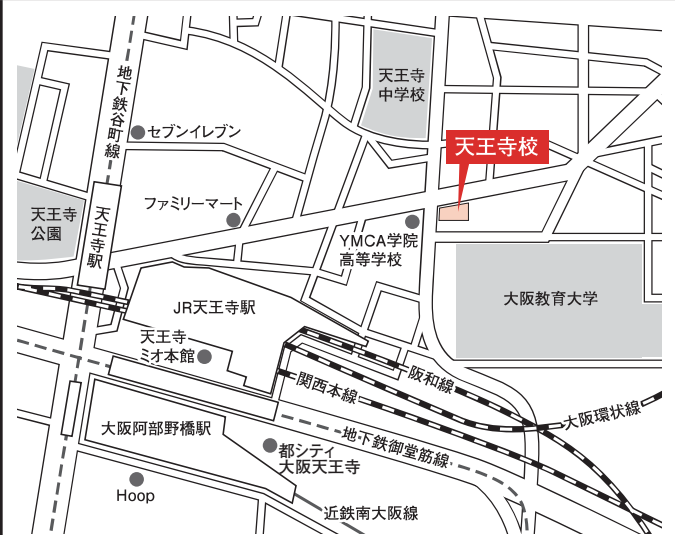 天王寺
中学校
地下鉄谷町線
セブンイレブン
天王寺校
ファミリーマート
天王寺
公園
天王寺駅
YMCA学院
高等学校
大阪教育大学
JR天王寺駅
天王寺
ミオ本館
阪和線
関西本線
大阪環状線
大阪阿部野橋駅
地下鉄御堂筋線
都シティ
大阪天王寺
Hoop
近鉄南大阪線